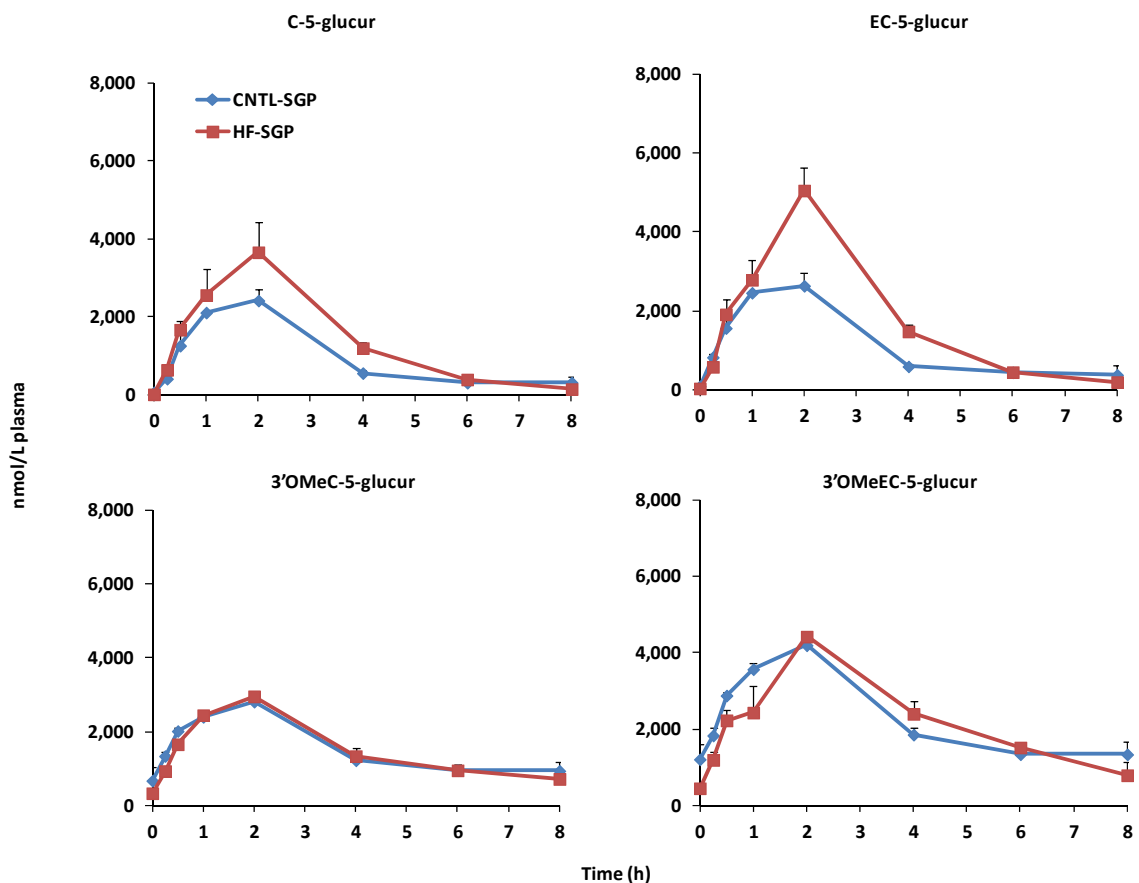 C-5-glucur
EC-5-glucur
8,000
6,000
4,000
2,000
0
CNTL-SGP
HF-SGP
0 1 2 3 4 5 6 7 8
8,000
6,000
4,000
2,000
0
0 1 2 3 4 5 6 7 8
nmol/L plasma
3’OMeC-5-glucur
3’OMeEC-5-glucur
8,000
6,000
4,000
2,000
0
0 1 2 3 4 5 6 7 8
8,000
6,000
4,000
2,000
0
0 1 2 3 4 5 6 7 8
Time (h)